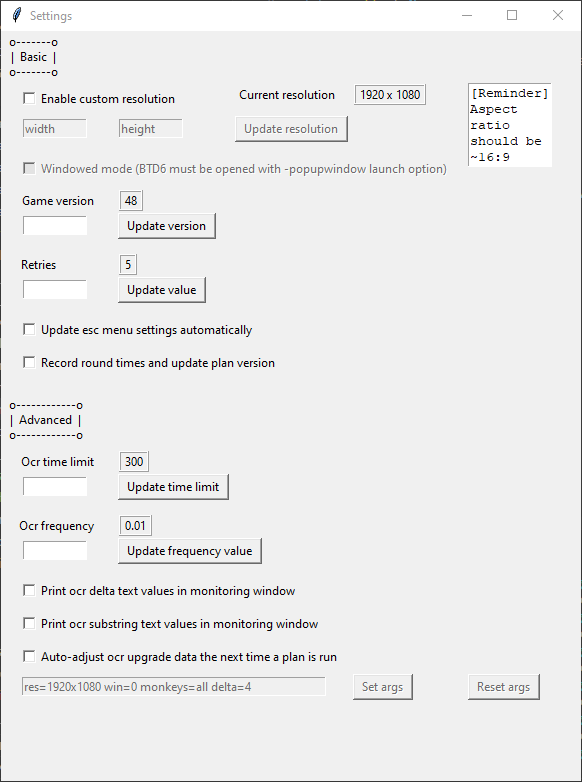 Settings
o-------o
| Basic |
o-------o
Enable custom resolution
Current resolution 1920 x 1080
[Reminder]
Aspect
ratio
should be
~16:9
width height Update resolution
Windowed mode (BTD6 must be opened with -popupwindow launch option)
Game version 48
Update version
Retries 5
Update value
Update esc menu settings automatically
Record round times and update plan version
o------------o
| Advanced |
o------------o
Ocr time limit 300
Update time limit
Ocr frequency 0.01
Update frequency value
Print ocr delta text values in monitoring window
Print ocr substring text values in monitoring window
Auto-adjust ocr upgrade data the next time a plan is run
res=1920x1080 win=0 monkeys=all delta=4 Set args Reset args